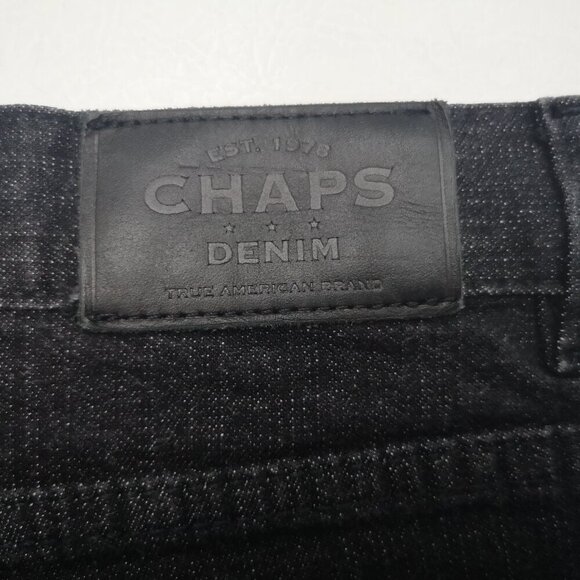 EST. 1978
CHAPS
DENIM
TRUE AMERICAN BRAND